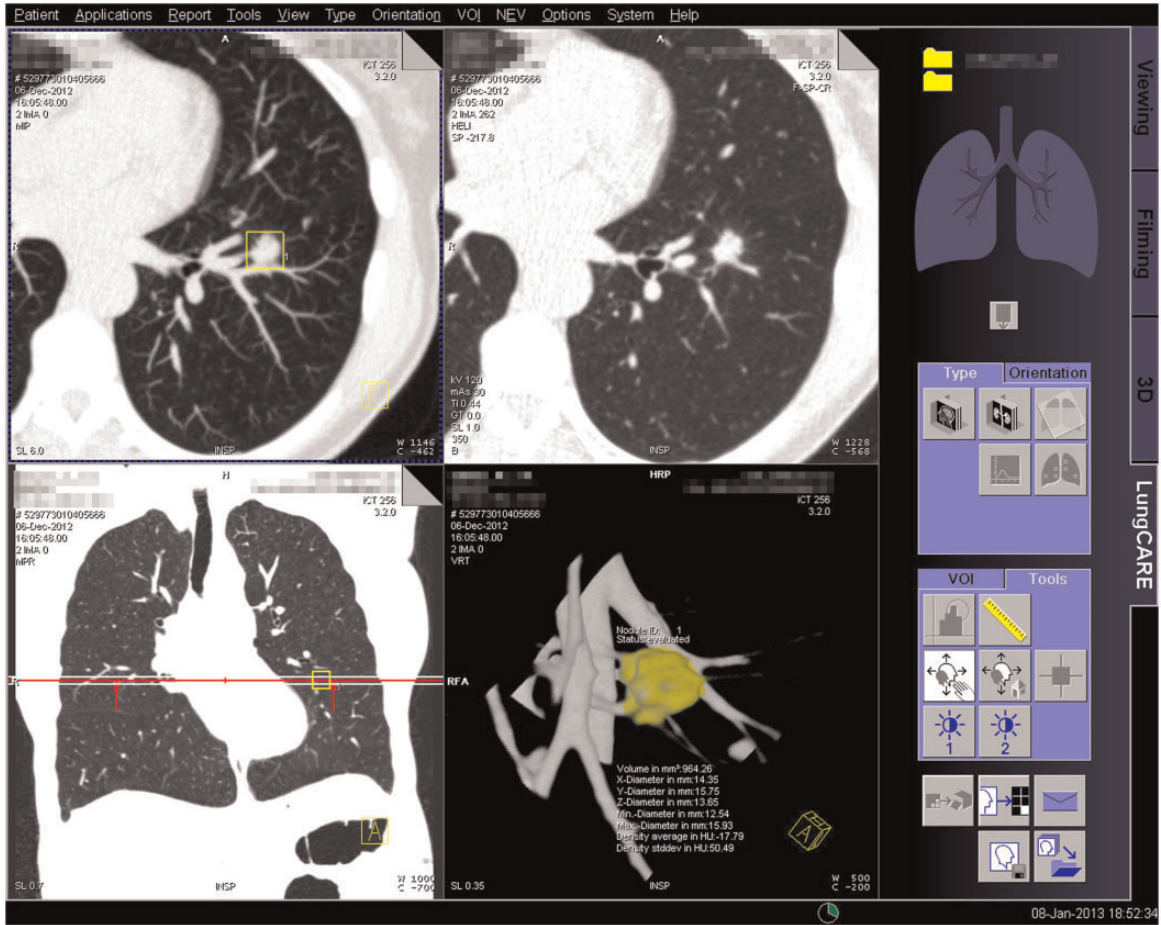 Patient Applications Report Tools View Type Orientation VOI NEV Options System Help
A
iCT 256
3.2.0
# 529773010405666
06-Dec-2012
16:05:48.00
2 IMA 0
MIP
R
1
SL 6.0
INSP
W 1146
C -462
A
iCT 256
3.2.0
F-SP-CR
# 529773010405666
06-Dec-2012
16:05:48.00
2 IMA 262
HELI
SP -217.8
R
kV 120
mAs 30
TI 0.44
GT 0.0
SL 1.0
350
B
INSP
W 1228
C -568
H
iCT 256
3.2.0
# 529773010405666
06-Dec-2012
16:05:48.00
2 IMA 0
MPR
R
A
SL 0.7
INSP
W 1000
C -700
HRP
iCT 256
3.2.0
# 529773010405666
06-Dec-2012
16:05:48.00
2 IMA 0
VRT
RFA
Nodule ID: 1
Status:evaluated
Volume in mm³:964.26
X-Diameter in mm:14.35
Y-Diameter in mm:15.75
Z-Diameter in mm:13.65
Min.-Diameter in mm:12.54
Max.-Diameter in mm:15.93
Density average in HU:-17.79
Density stddev in HU:50.49
A
SL 0.35
INSP
W 500
C -200
Type Orientation
VOI Tools
1 2
Viewing
Filming
3D
LungCARE
08-Jan-2013 18:52:34